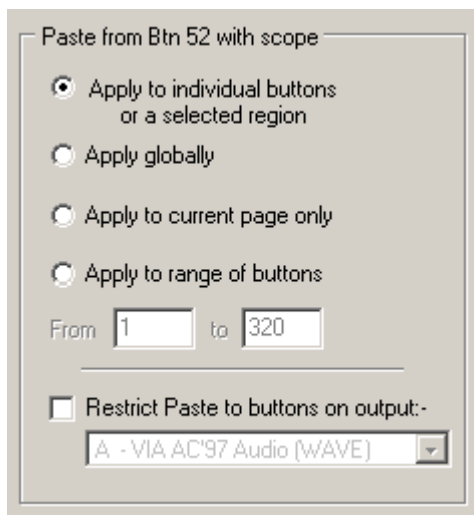 Paste from Btn 52 with scope
Apply to individual buttons
or a selected region
Apply globally
Apply to current page only
Apply to range of buttons
From 1 to 320
Restrict Paste to buttons on output:-
A - VIA AC'97 Audio (WAVE)